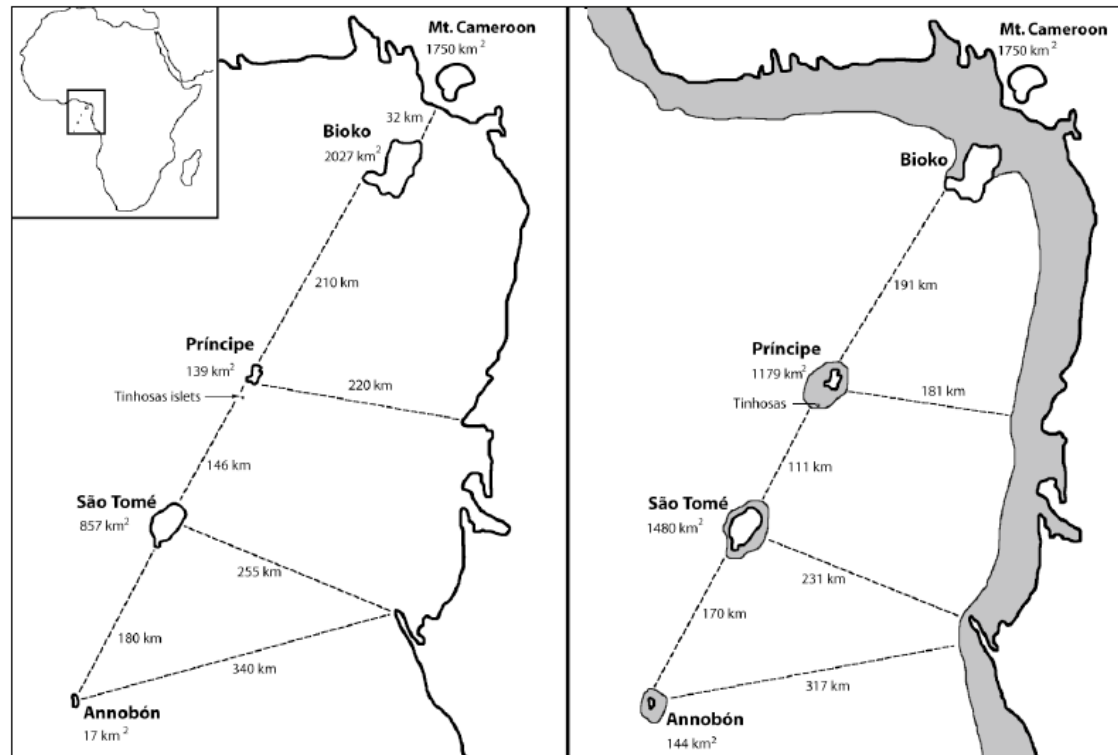 Mt. Cameroon
1750 km²
32 km
Bioko
2027 km²
210 km
Príncipe
139 km²
220 km
Tinhosas islets
146 km
São Tomé
857 km²
255 km
180 km
340 km
Annobón
17 km²
Mt. Cameroon
1750 km²
Bioko
191 km
Príncipe
1179 km²
181 km
Tinhosas
111 km
São Tomé
1480 km²
231 km
170 km
317 km
Annobón
144 km²